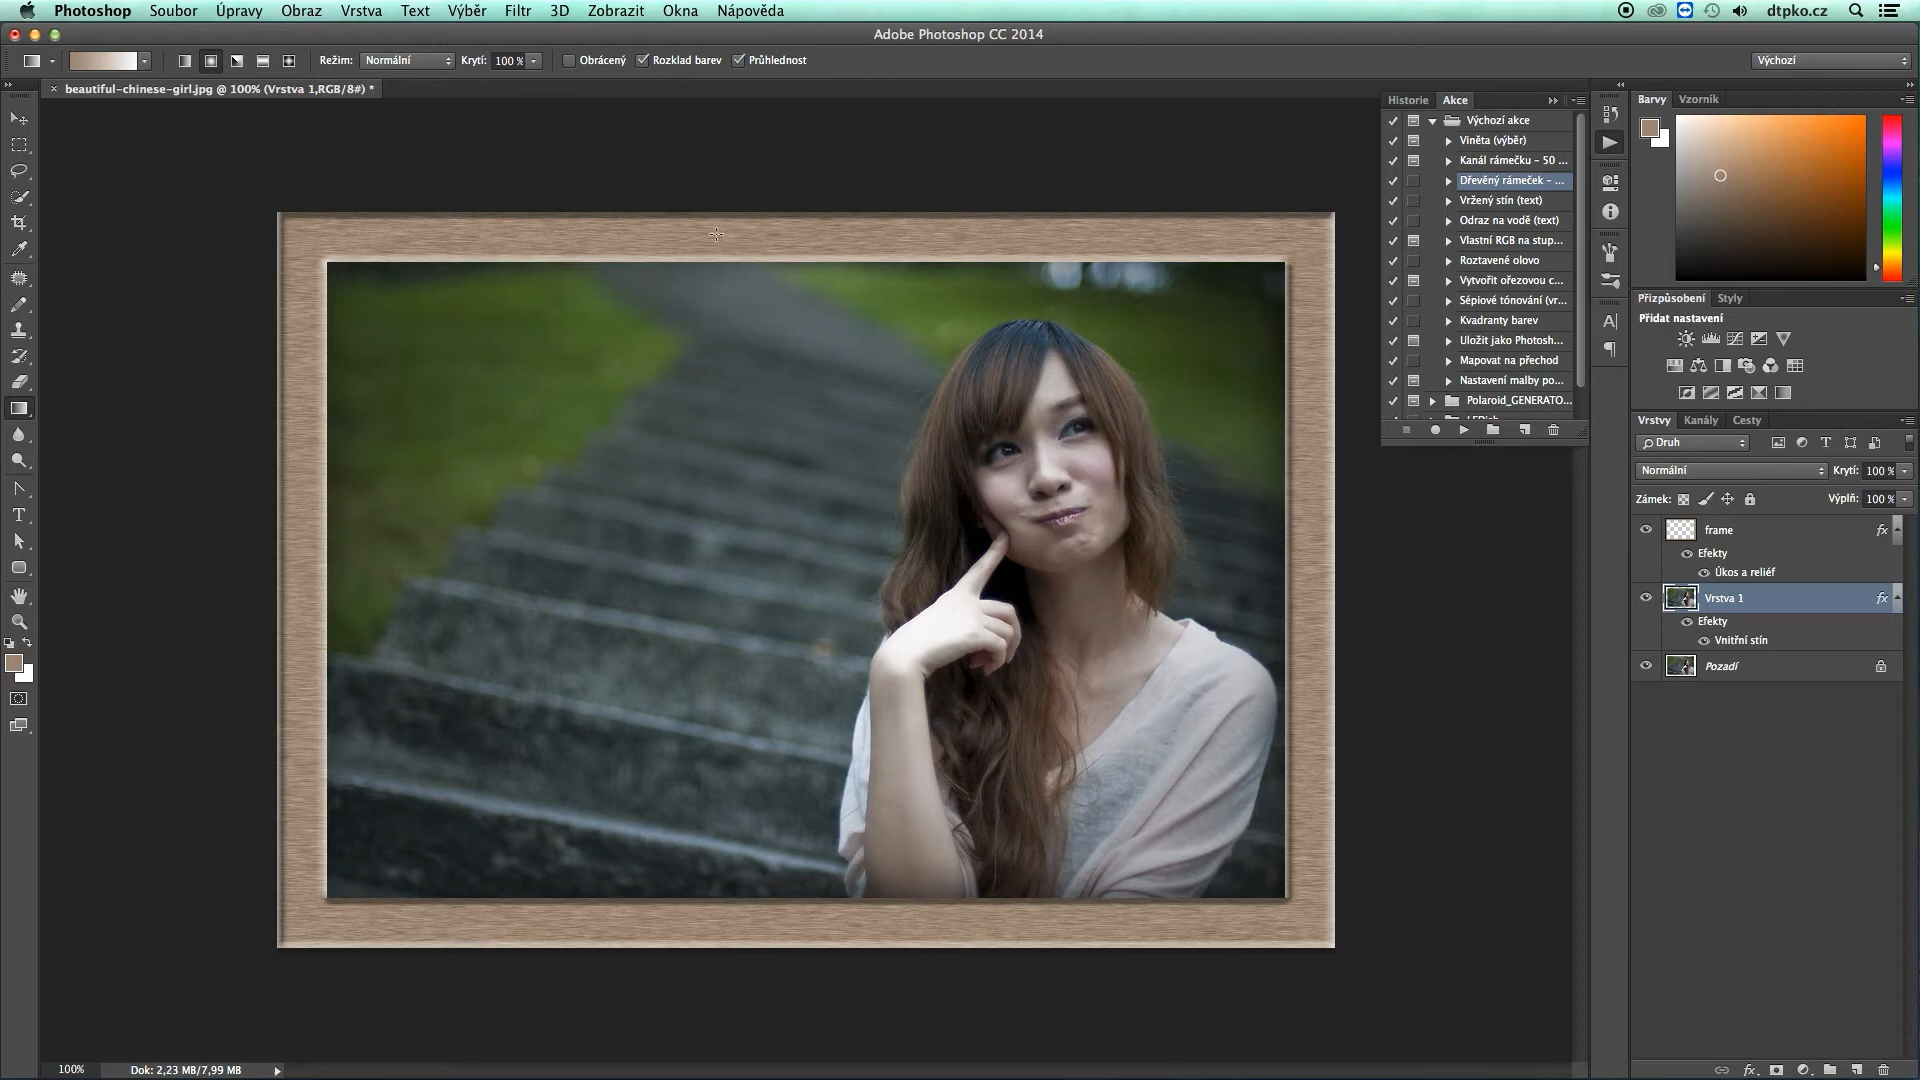 Photoshop Soubor Úpravy Obraz Vrstva Text Výběr Filtr 3D Zobrazit Okna Nápověda dtpko.cz
Adobe Photoshop CC 2014
Režim: Normální Krytí: 100 % Obrácený Rozklad barev Průhlednost Výchozí
× beautiful-chinese-girl.jpg @ 100% (Vrstva 1,RGB/8#) *
Historie Akce
Výchozí akce
Viněta (výběr)
Kanál rámečku – 50 ...
Dřevěný rámeček – ...
Vržený stín (text)
Odraz na vodě (text)
Vlastní RGB na stup...
Roztavené olovo
Vytvořit ořezovou c...
Sépiové tónování (vr...
Kvadranty barev
Uložit jako Photosh...
Mapovat na přechod
Nastavení malby po...
Polaroid_GENERATO...
Barvy Vzorník
Přizpůsobení Styly
Přidat nastavení
Vrstvy Kanály Cesty
Druh
Normální Krytí: 100 %
Zámek: Výplň: 100 %
frame fx
Efekty
Úkos a reliéf
Vrstva 1 fx
Efekty
Vnitřní stín
Pozadí
100% Dok: 2,23 MB/7,99 MB
fx